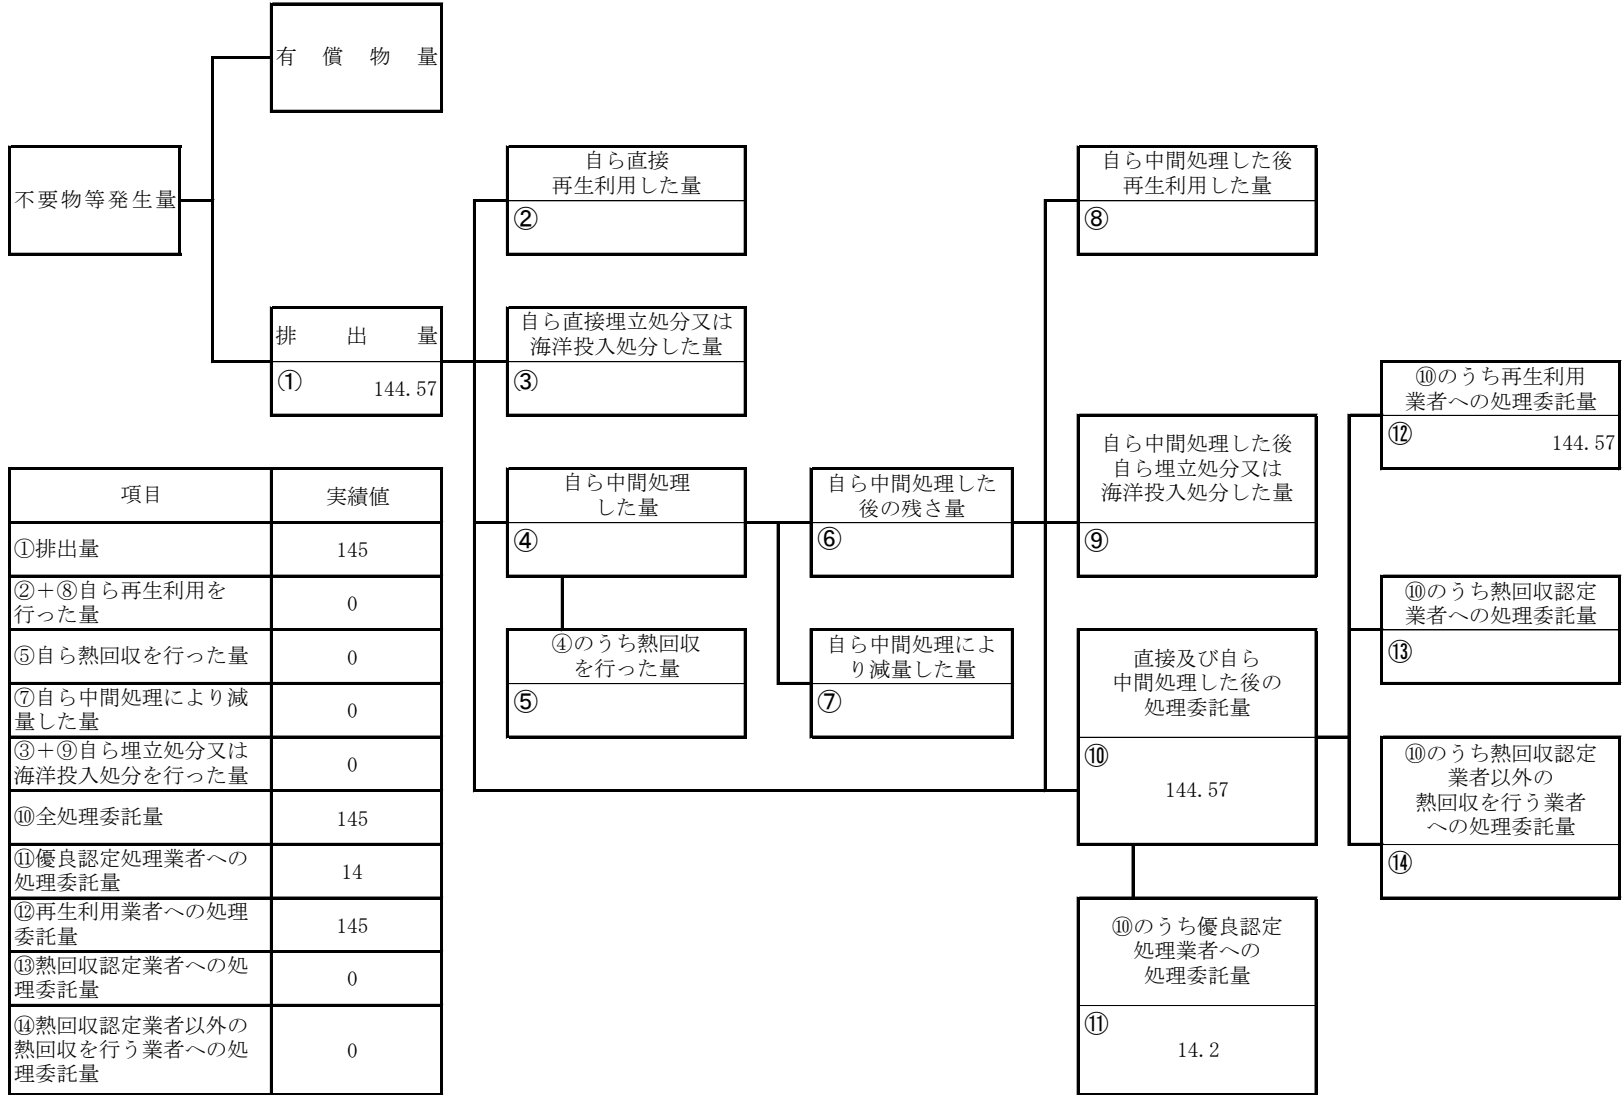 有償物量
不要物等発生量
排出量
① 144.57
自ら直接
再生利用した量
②
自ら直接埋立処分又は
海洋投入処分した量
③
自ら中間処理
した量
④
④のうち熱回収
を行った量
⑤
自ら中間処理した
後の残さ量
⑥
自ら中間処理によ
り減量した量
⑦
自ら中間処理した後
再生利用した量
⑧
自ら中間処理した後
自ら埋立処分又は
海洋投入処分した量
⑨
直接及び自ら
中間処理した後の
処理委託量
⑩
144.57
⑩のうち優良認定
処理業者への
処理委託量
⑪
14.2
⑩のうち再生利用
業者への処理委託量
⑫ 144.57
⑩のうち熱回収認定
業者への処理委託量
⑬
⑩のうち熱回収認定
業者以外の
熱回収を行う業者
への処理委託量
⑭
項目 実績値
①排出量 145
②+⑧自ら再生利用を
行った量 0
⑤自ら熱回収を行った量 0
⑦自ら中間処理により減
量した量 0
③+⑨自ら埋立処分又は
海洋投入処分を行った量 0
⑩全処理委託量 145
⑪優良認定処理業者への
処理委託量 14
⑫再生利用業者への処理
委託量 145
⑬熱回収認定業者への処
理委託量 0
⑭熱回収認定業者以外の
熱回収を行う業者への処 0
理委託量